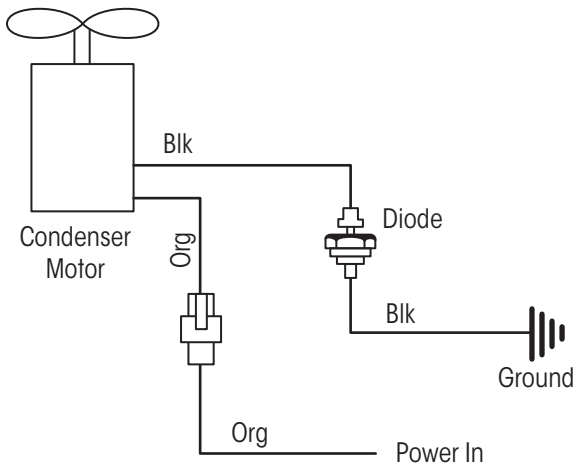 Blk
Diode
Condenser
Motor
Org
Blk
Ground
Org
Power In